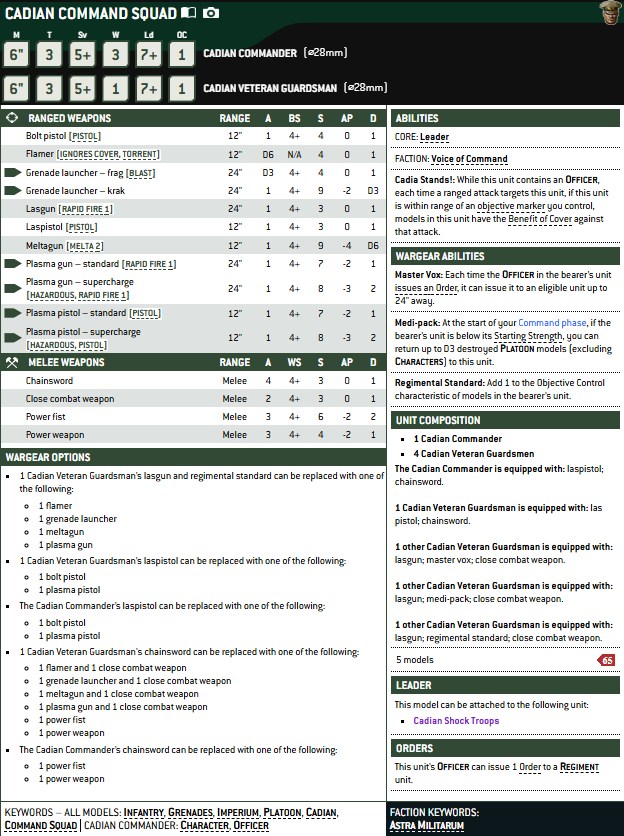 CADIAN COMMAND SQUAD
M T Sv W Ld OC
6" 3 5+ 3 7+ 1 CADIAN COMMANDER (⌀28mm)
6" 3 5+ 1 7+ 1 CADIAN VETERAN GUARDSMAN (⌀28mm)
RANGED WEAPONS RANGE A BS S AP D
Bolt pistol [PISTOL] 12" 1 4+ 4 0 1
Flamer [IGNORES COVER, TORRENT] 12" D6 N/A 4 0 1
Grenade launcher – frag [BLAST] 24" D3 4+ 4 0 1
Grenade launcher – krak 24" 1 4+ 9 -2 D3
Lasgun [RAPID FIRE 1] 24" 1 4+ 3 0 1
Laspistol [PISTOL] 12" 1 4+ 3 0 1
Meltagun [MELTA 2] 12" 1 4+ 9 -4 D6
Plasma gun – standard [RAPID FIRE 1] 24" 1 4+ 7 -2 1
Plasma gun – supercharge
[HAZARDOUS, RAPID FIRE 1] 24" 1 4+ 8 -3 2
Plasma pistol – standard [PISTOL] 12" 1 4+ 7 -2 1
Plasma pistol – supercharge
[HAZARDOUS, PISTOL] 12" 1 4+ 8 -3 2
MELEE WEAPONS RANGE A WS S AP D
Chainsword Melee 4 4+ 3 0 1
Close combat weapon Melee 2 4+ 3 0 1
Power fist Melee 3 4+ 6 -2 2
Power weapon Melee 3 4+ 4 -2 1
WARGEAR OPTIONS
1 Cadian Veteran Guardsman's lasgun and regimental standard can be replaced with one of
the following:
1 flamer
1 grenade launcher
1 meltagun
1 plasma gun
1 Cadian Veteran Guardsman's laspistol can be replaced with one of the following:
1 bolt pistol
1 plasma pistol
The Cadian Commander's laspistol can be replaced with one of the following:
1 bolt pistol
1 plasma pistol
1 Cadian Veteran Guardsman's chainsword can be replaced with one of the following:
1 flamer and 1 close combat weapon
1 grenade launcher and 1 close combat weapon
1 meltagun and 1 close combat weapon
1 plasma gun and 1 close combat weapon
1 power fist
1 power weapon
The Cadian Commander's chainsword can be replaced with one of the following:
1 power fist
1 power weapon
ABILITIES
CORE: Leader
FACTION: Voice of Command
Cadia Stands!: While this unit contains an OFFICER,
each time a ranged attack targets this unit, if this unit
is within range of an objective marker you control,
models in this unit have the Benefit of Cover against
that attack.
WARGEAR ABILITIES
Master Vox: Each time the OFFICER in the bearer's unit
issues an Order, it can issue it to an eligible unit up to
24" away.
Medi-pack: At the start of your Command phase, if the
bearer's unit is below its Starting Strength, you can
return up to D3 destroyed PLATOON models (excluding
CHARACTERS) to this unit.
Regimental Standard: Add 1 to the Objective Control
characteristic of models in the bearer's unit.
UNIT COMPOSITION
1 Cadian Commander
4 Cadian Veteran Guardsmen
The Cadian Commander is equipped with: laspistol;
chainsword.
1 Cadian Veteran Guardsman is equipped with: las
pistol; chainsword.
1 other Cadian Veteran Guardsman is equipped with:
lasgun; master vox; close combat weapon.
1 other Cadian Veteran Guardsman is equipped with:
lasgun; medi-pack; close combat weapon.
1 other Cadian Veteran Guardsman is equipped with:
lasgun; regimental standard; close combat weapon.
5 models 65
LEADER
This model can be attached to the following unit:
Cadian Shock Troops
ORDERS
This unit's OFFICER can issue 1 Order to a REGIMENT
unit.
KEYWORDS – ALL MODELS: INFANTRY, GRENADES, IMPERIUM, PLATOON, CADIAN,
COMMAND SQUAD | CADIAN COMMANDER: CHARACTER, OFFICER
FACTION KEYWORDS:
ASTRA MILITARUM